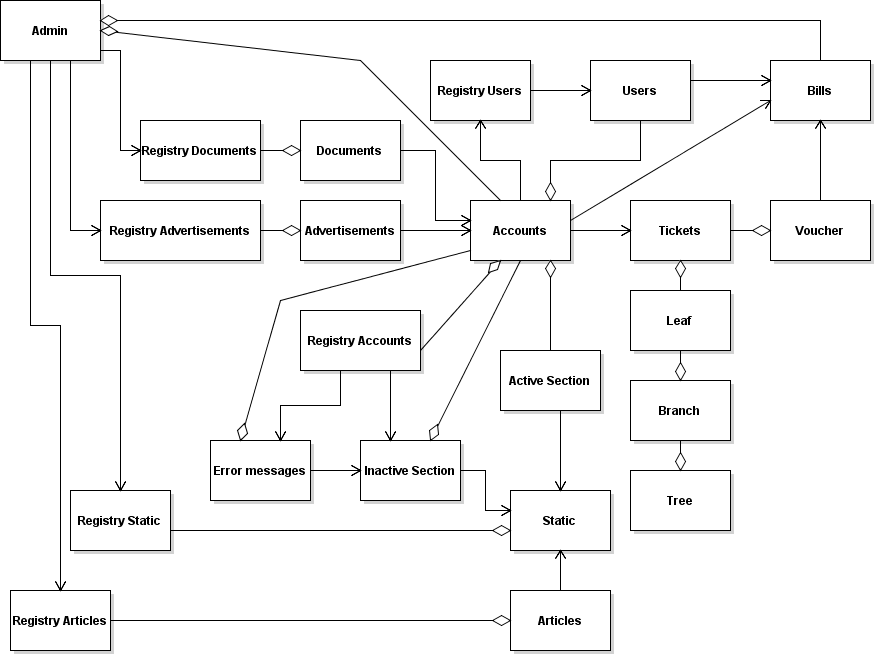 Admin
Registry Users
Users
Bills
Registry Documents
Documents
Registry Advertisements
Advertisements
Accounts
Tickets
Voucher
Registry Accounts
Leaf
Active Section
Branch
Error messages
Inactive Section
Registry Static
Static
Tree
Registry Articles
Articles